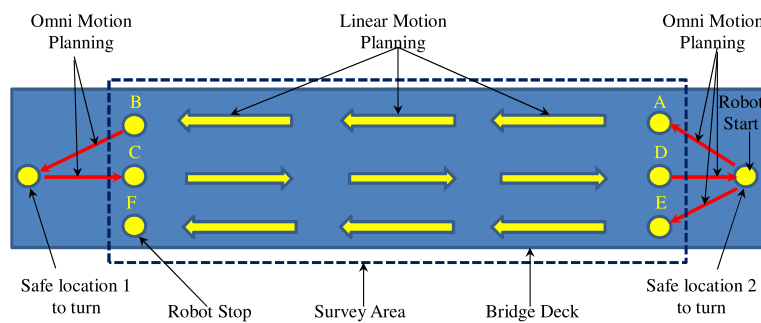 Omni Motion
Planning
Linear Motion
Planning
Omni Motion
Planning
Robot
Start
B
A
C
D
F
E
Safe location 1
to turn
Robot Stop
Survey Area
Bridge Deck
Safe location 2
to turn